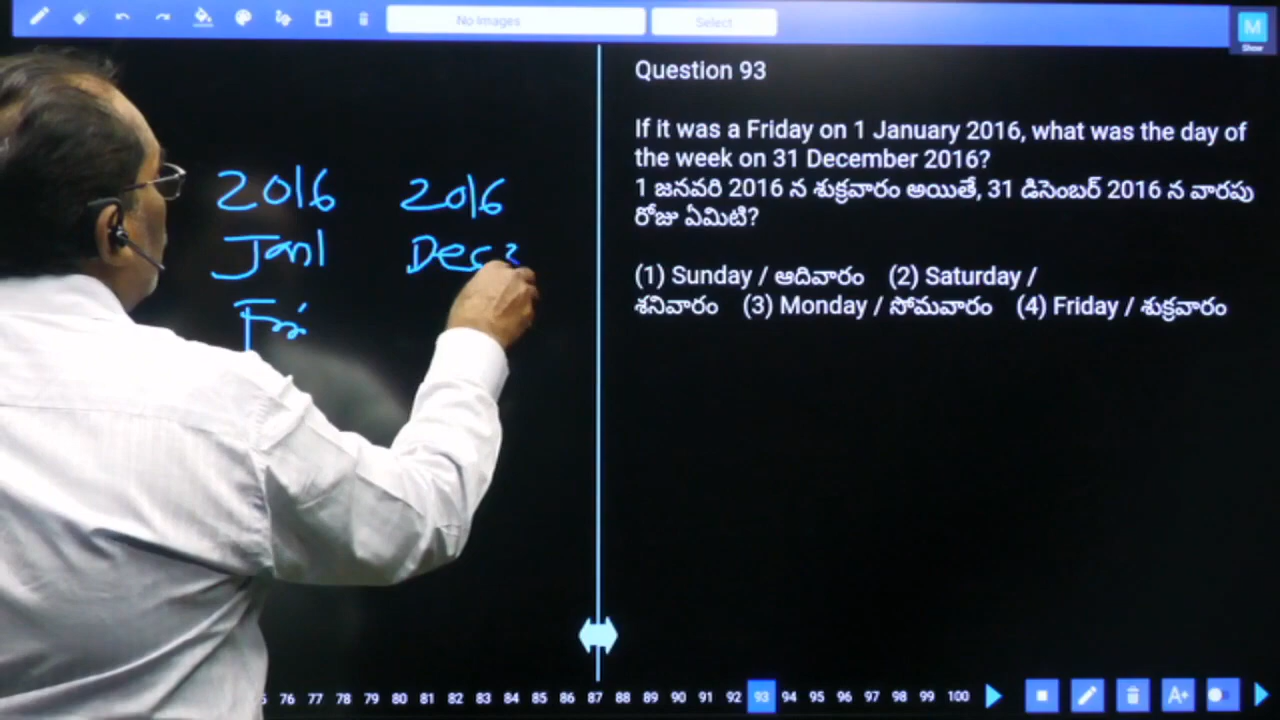 No Images
Select
M
Show
Question 93
If it was a Friday on 1 January 2016, what was the day of
the week on 31 December 2016?
1 జనవరి 2016 న శుక్రవారం అయితే, 31 డిసెంబర్ 2016 న వారపు
రోజు ఏమిటి?
(1) Sunday / ఆదివారం (2) Saturday /
శనివారం (3) Monday / సోమవారం (4) Friday / శుక్రవారం
2016 2016
Jan1 Dec 3
Fri
76 77 78 79 80 81 82 83 84 85 86 87 88 89 90 91 92 93 94 95 96 97 98 99 100
A+